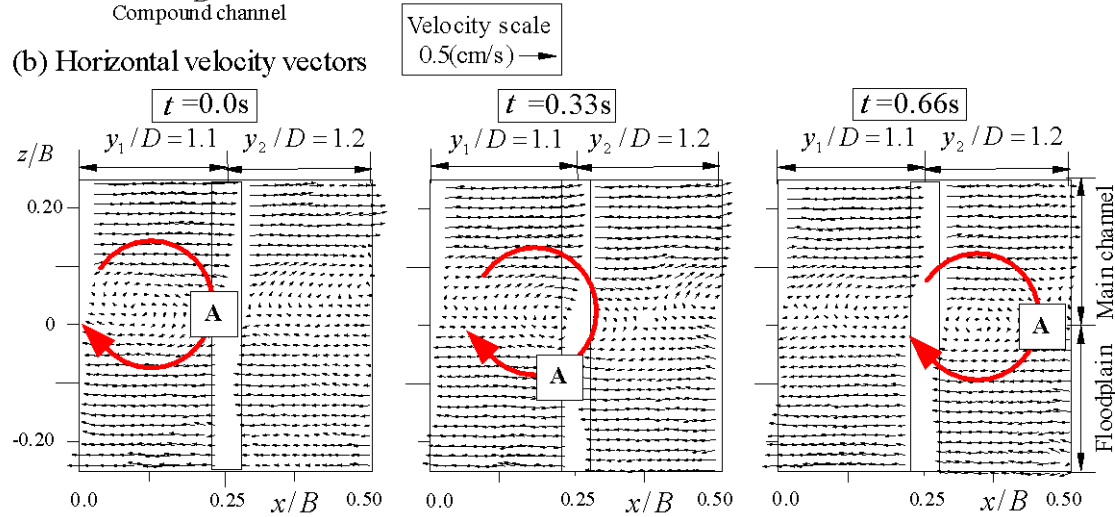 Compound channel
Velocity scale
0.5(cm/s)
(b) Horizontal velocity vectors
t =0.0s
t =0.33s
t =0.66s
z/B
y₁/D = 1.1
y₂/D = 1.2
y₁/D = 1.1
y₂/D = 1.2
y₁/D = 1.1
y₂/D = 1.2
0.20
0
-0.20
A
A
A
Main channel
Floodplain
0.0
0.25
0.50
0.0
0.25
0.50
0.0
0.25
0.50
x/B
x/B
x/B